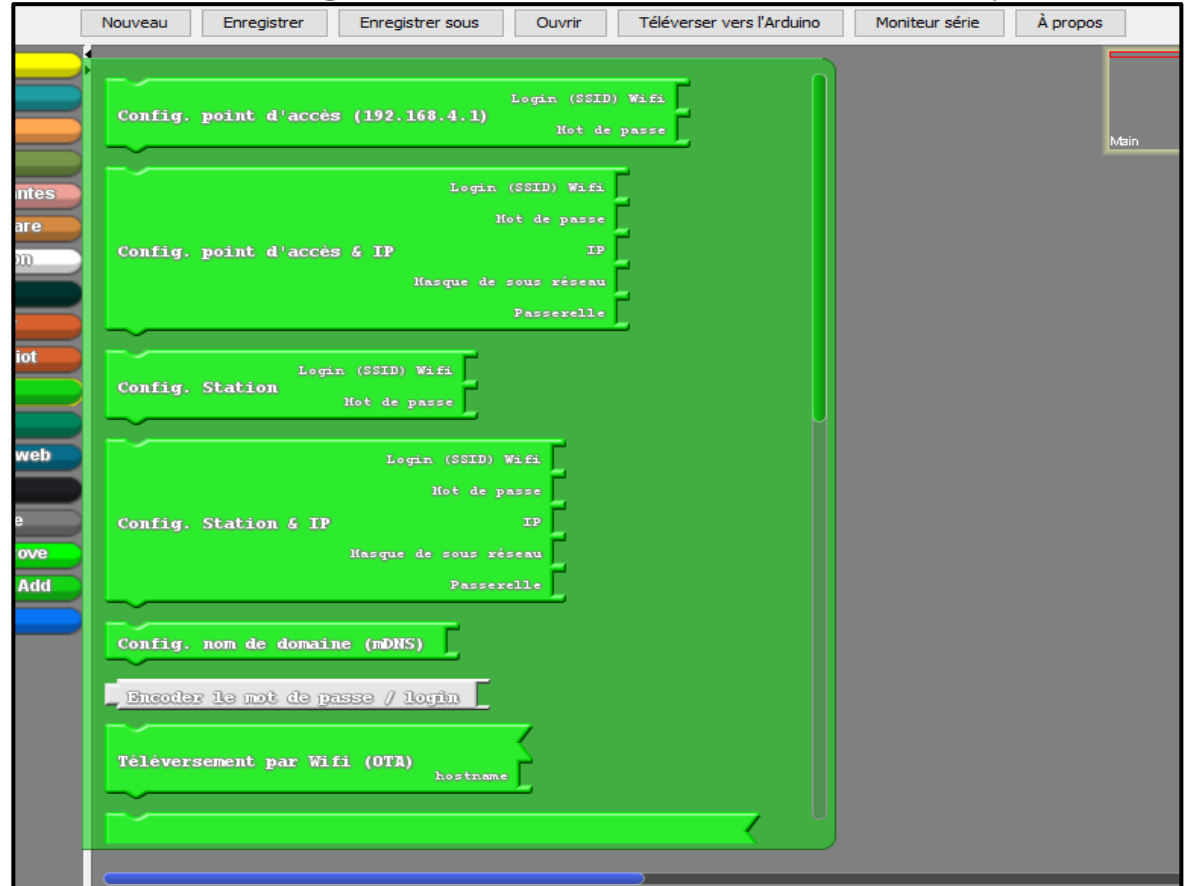 Nouveau Enregistrer Enregistrer sous Ouvrir Téléverser vers l'Arduino Moniteur série À propos
Main
intes
are
on
iot
web
e
ove
Add
Config. point d'accès (192.168.4.1)
Login (SSID) Wifi
Mot de passe
Config. point d'accès & IP
Login (SSID) Wifi
Mot de passe
IP
Masque de sous réseau
Passerelle
Config. Station
Login (SSID) Wifi
Mot de passe
Config. Station & IP
Login (SSID) Wifi
Mot de passe
IP
Masque de sous réseau
Passerelle
Config. nom de domaine (mDNS)
Encoder le mot de passe / login
Téléversement par Wifi (OTA)
hostname